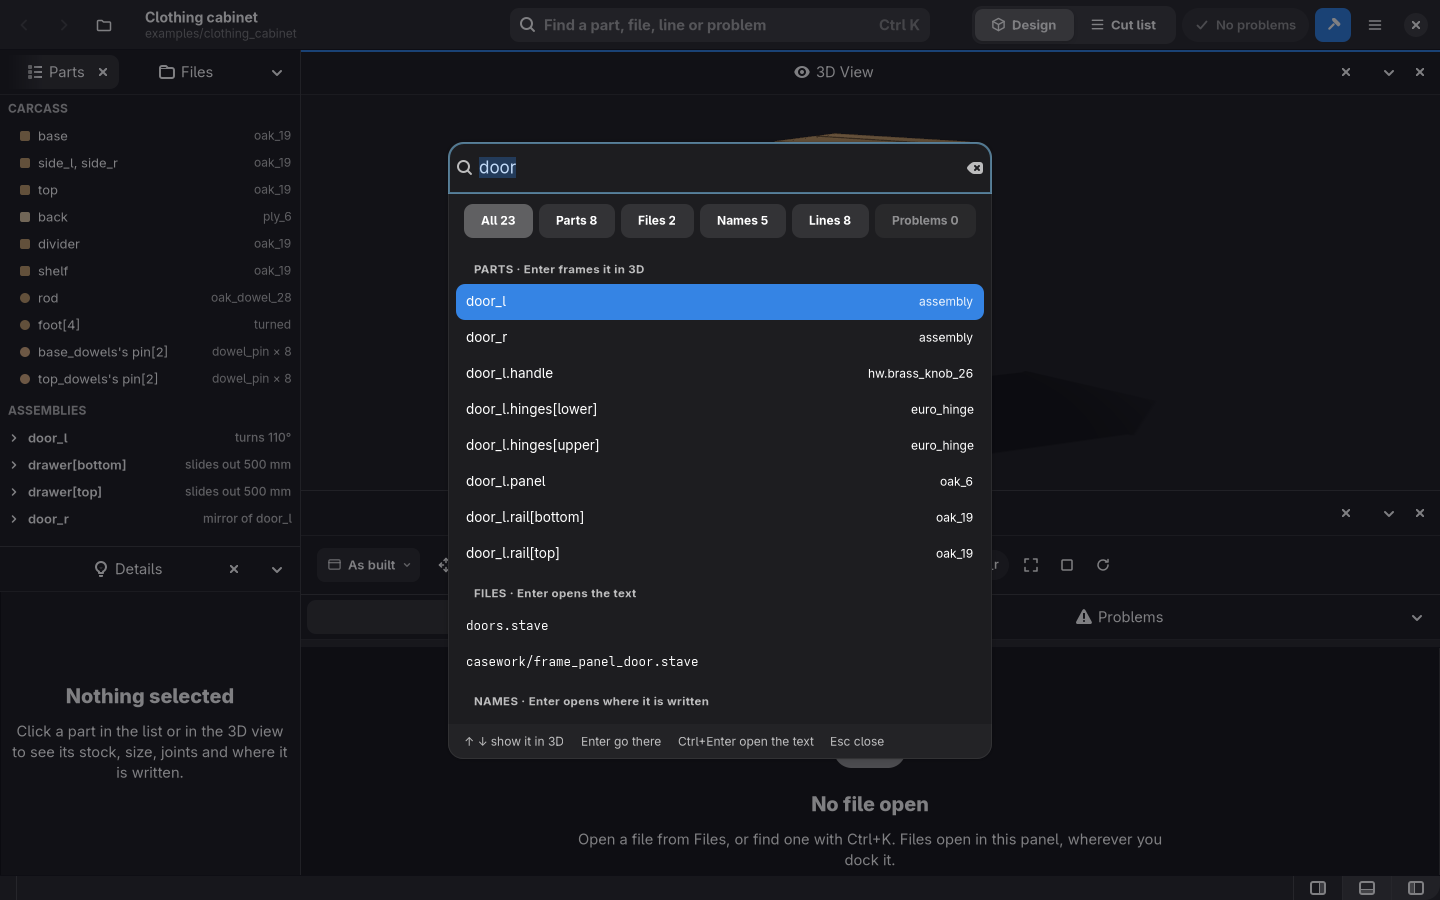 Clothing cabinet
examples/clothing_cabinet
Find a part, file, line or problem
Ctrl K
Design
Cut list
No problems
Parts
Files
3D View
CARCASS
base
oak_19
side_l, side_r
oak_19
top
oak_19
back
ply_6
divider
oak_19
shelf
oak_19
rod
oak_dowel_28
foot[4]
turned
base_dowels's pin[2]
dowel_pin × 8
top_dowels's pin[2]
dowel_pin × 8
ASSEMBLIES
door_l
turns 110°
drawer[bottom]
slides out 500 mm
drawer[top]
slides out 500 mm
door_r
mirror of door_l
Details
Nothing selected
Click a part in the list or in the 3D view
to see its stock, size, joints and where it
is written.
door
All 23
Parts 8
Files 2
Names 5
Lines 8
Problems 0
PARTS · Enter frames it in 3D
door_l
assembly
door_r
assembly
door_l.handle
hw.brass_knob_26
door_l.hinges[lower]
euro_hinge
door_l.hinges[upper]
euro_hinge
door_l.panel
oak_6
door_l.rail[bottom]
oak_19
door_l.rail[top]
oak_19
FILES · Enter opens the text
doors.stave
casework/frame_panel_door.stave
NAMES · Enter opens where it is written
↑ ↓ show it in 3D
Enter go there
Ctrl+Enter open the text
Esc close
As built
Problems
No file open
Open a file from Files, or find one with Ctrl+K. Files open in this panel, wherever you
dock it.